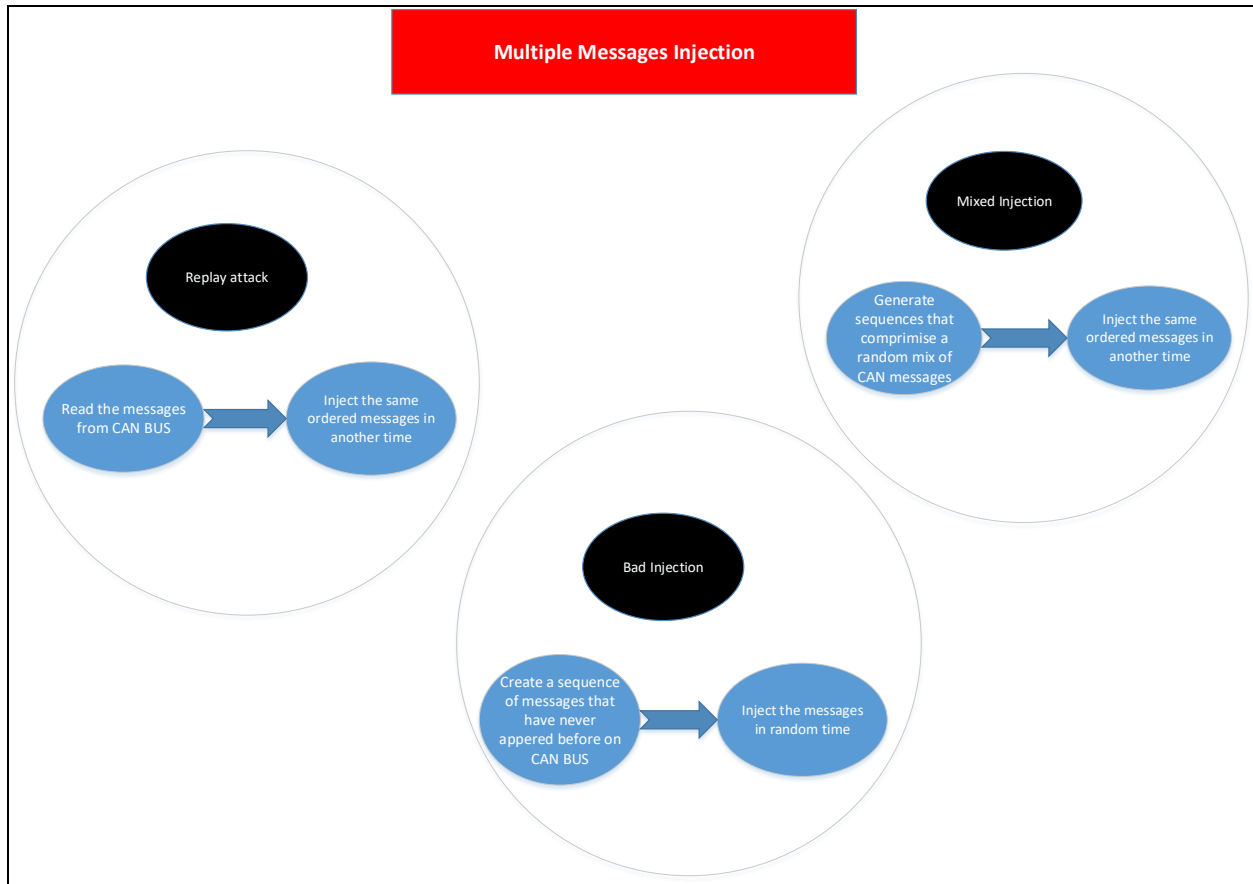 Multiple Messages Injection
Replay attack
Read the messages
from CAN BUS
Inject the same
ordered messages in
another time
Mixed Injection
Generate
sequences that
comprimise a
random mix of
CAN messages
Inject the same
ordered messages in
another time
Bad Injection
Create a sequence
of messages that
have never
appered before on
CAN BUS
Inject the messages
in random time